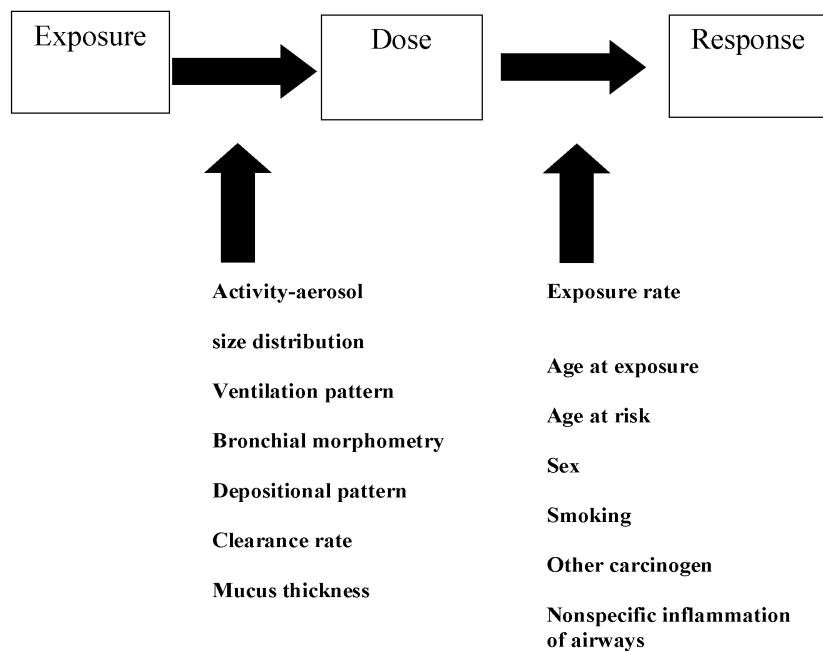 Exposure
Dose
Response
Activity-aerosol
size distribution
Ventilation pattern
Bronchial morphometry
Depositional pattern
Clearance rate
Mucus thickness
Exposure rate
Age at exposure
Age at risk
Sex
Smoking
Other carcinogen
Nonspecific inflammation
of airways